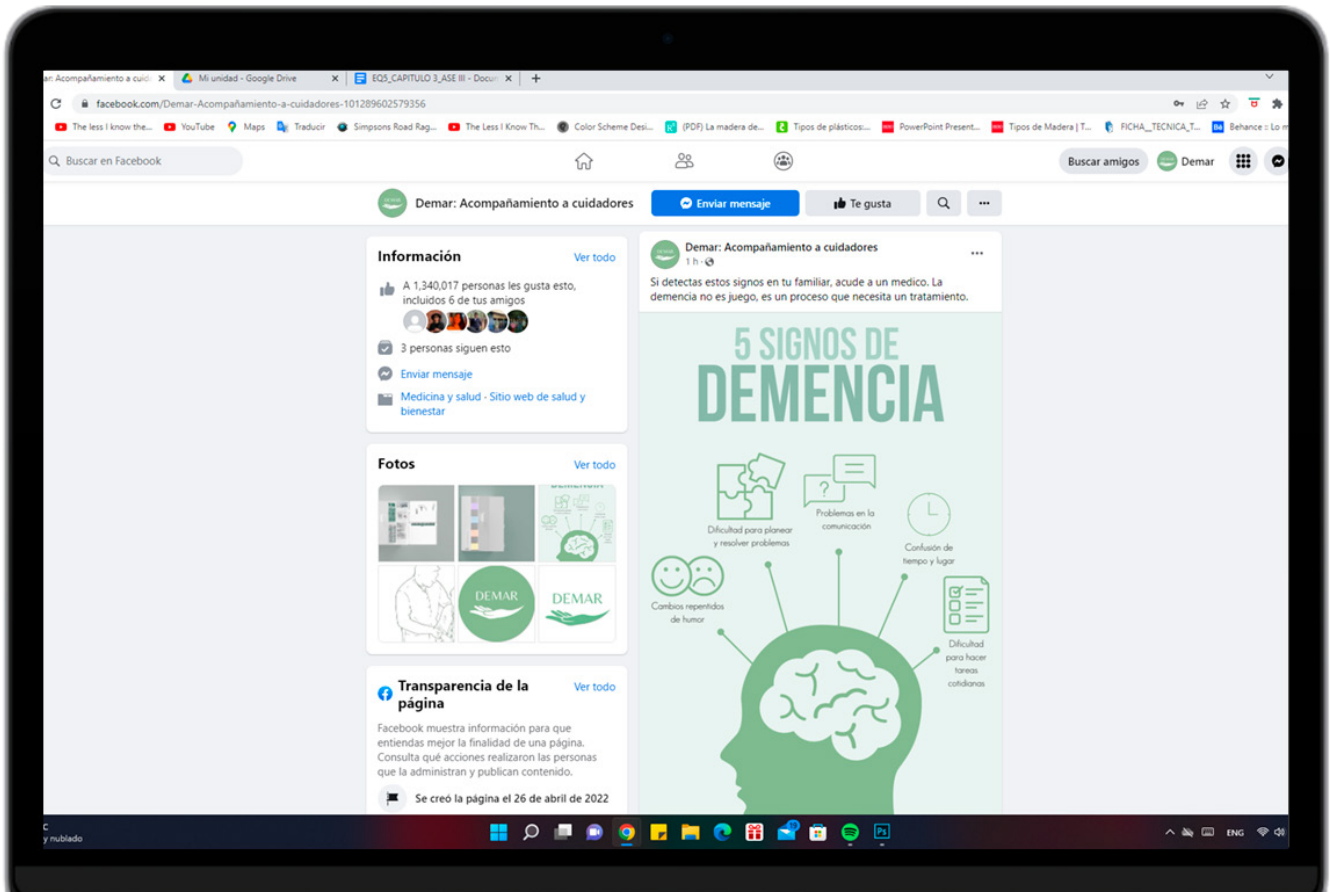 ar: Acompañamiento a cuida
Mi unidad - Google Drive
EQ5_CAPITULO 3_ASE III - Docun
facebook.com/Demar-Acompañamiento-a-cuidadores-101289602579356
The less I know the...
YouTube
Maps
Traducir
Simpsons Road Rag...
The Less I Know Th...
Color Scheme Desi...
(PDF) La madera de...
Tipos de plásticos:...
PowerPoint Present...
Tipos de Madera | T...
FICHA__TECNICA_T...
Behance :: Lo m
Buscar en Facebook
Buscar amigos
Demar
Demar: Acompañamiento a cuidadores
Enviar mensaje
Te gusta
Información
Ver todo
A 1,340,017 personas les gusta esto,
incluidos 6 de tus amigos
3 personas siguen esto
Enviar mensaje
Medicina y salud · Sitio web de salud y
bienestar
Fotos
Ver todo
DEMENCIA
DEMAR
DEMAR
Transparencia de la
página
Ver todo
Facebook muestra información para que
entiendas mejor la finalidad de una página.
Consulta qué acciones realizaron las personas
que la administran y publican contenido.
Se creó la página el 26 de abril de 2022
Demar: Acompañamiento a cuidadores
1 h ·
Si detectas estos signos en tu familiar, acude a un medico. La
demencia no es juego, es un proceso que necesita un tratamiento.
5 SIGNOS DE
DEMENCIA
Dificultad para planear
y resolver problemas
Problemas en la
comunicación
Confusión de
tiempo y lugar
Cambios repentidos
de humor
Dificultad
para hacer
tareas
cotidianas
C
y nublado
Ps
ENG